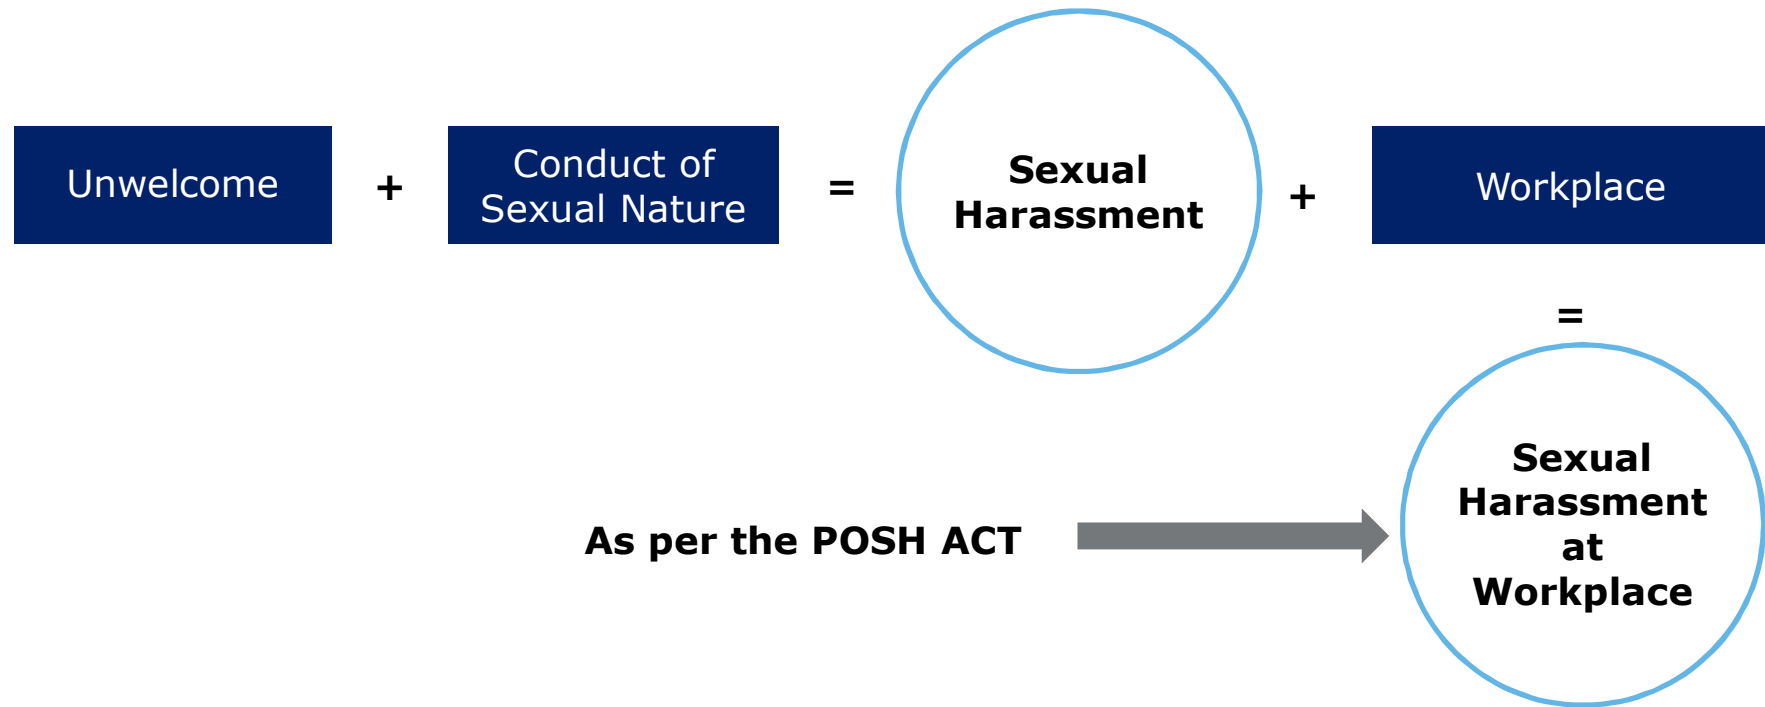 Unwelcome
+
Conduct of
Sexual Nature
=
Sexual
Harassment
+
Workplace
=
Sexual
Harassment
at
Workplace
As per the POSH ACT